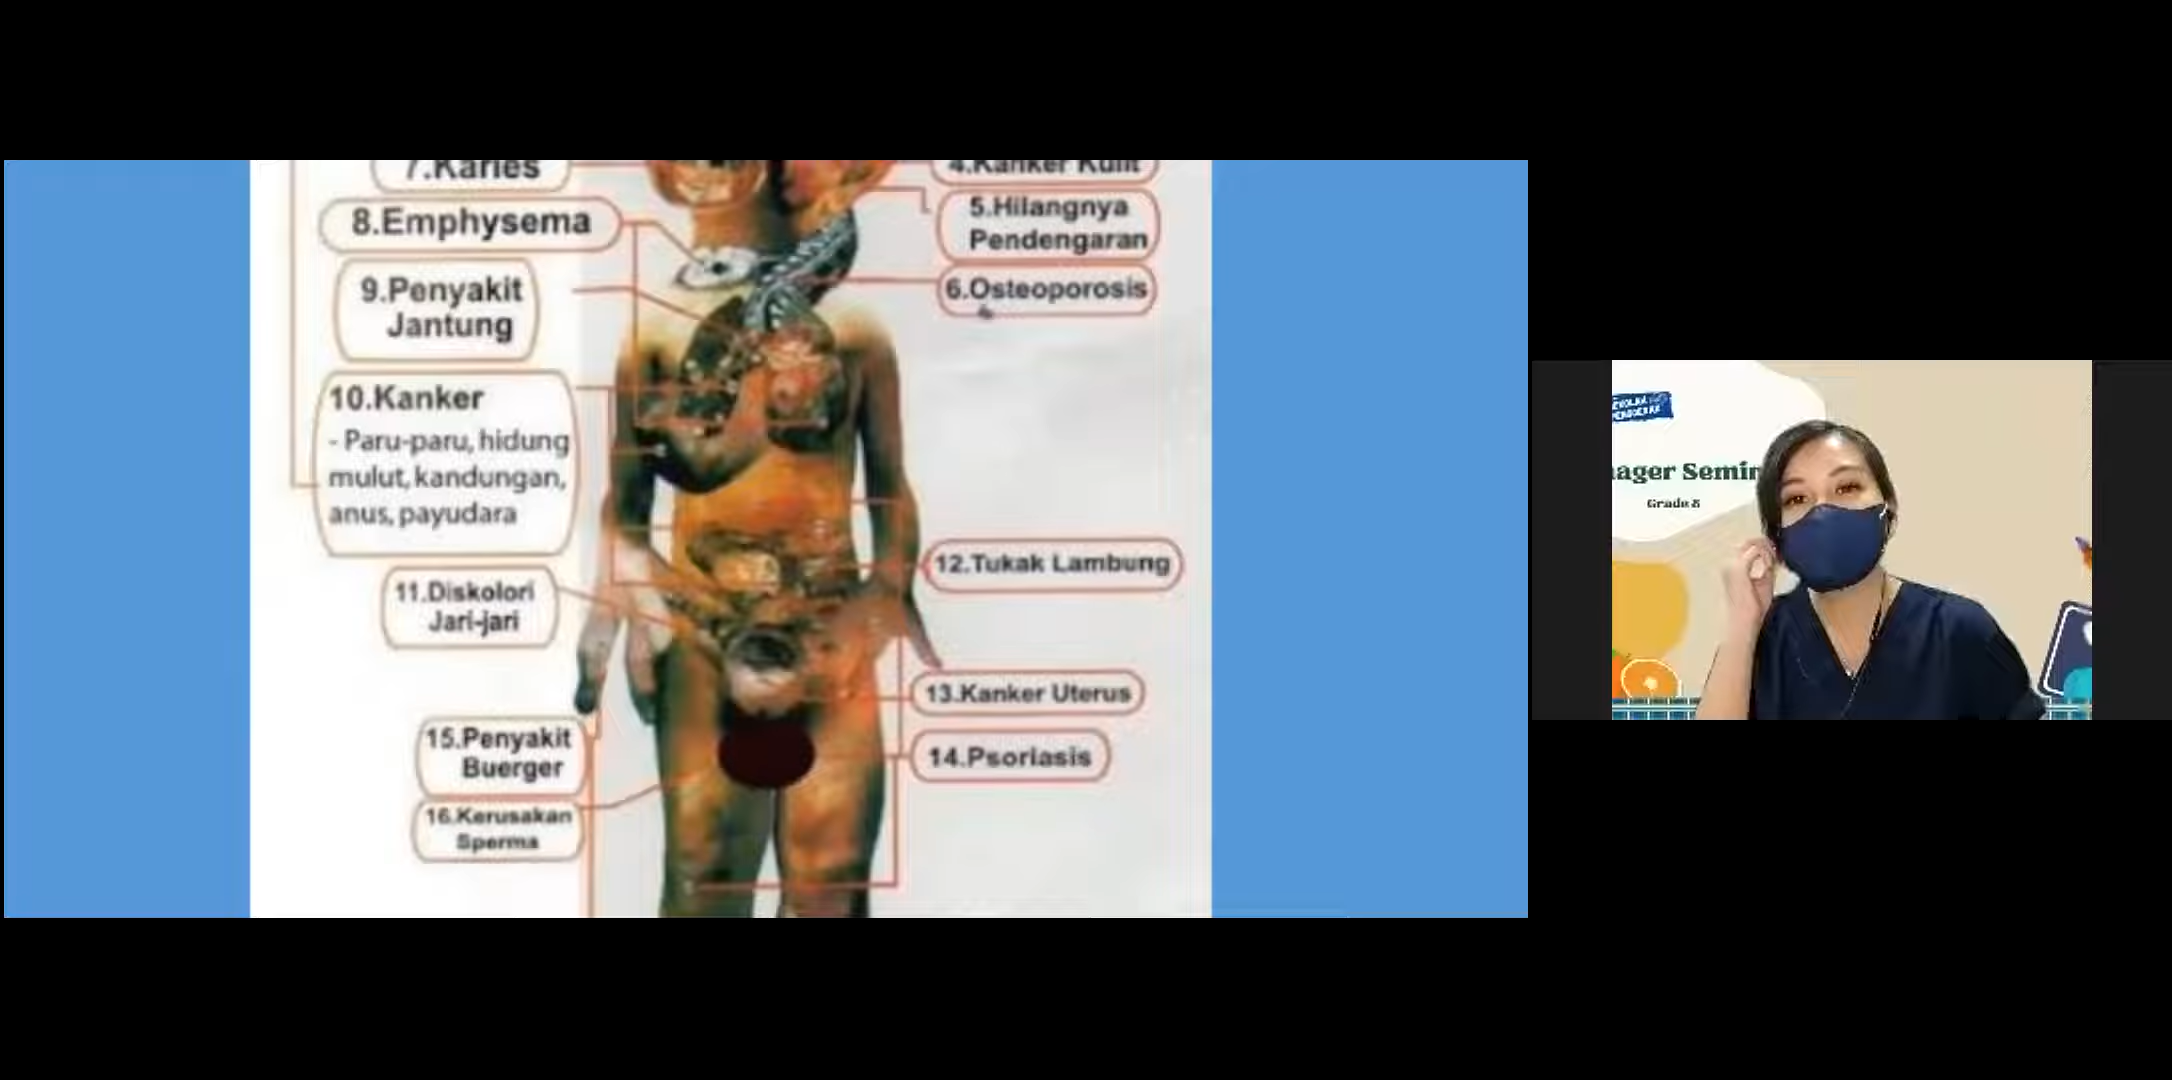 7.Karies
8.Emphysema
9.Penyakit
Jantung
10.Kanker
- Paru-paru, hidung
mulut, kandungan,
anus, payudara
11.Diskolori
Jari-jari
15.Penyakit
Buerger
16.Kerusakan
Sperma
4.Kanker Kulit
5.Hilangnya
Pendengaran
6.Osteoporosis
12.Tukak Lambung
13.Kanker Uterus
14.Psoriasis
ager Semin
Grade 8